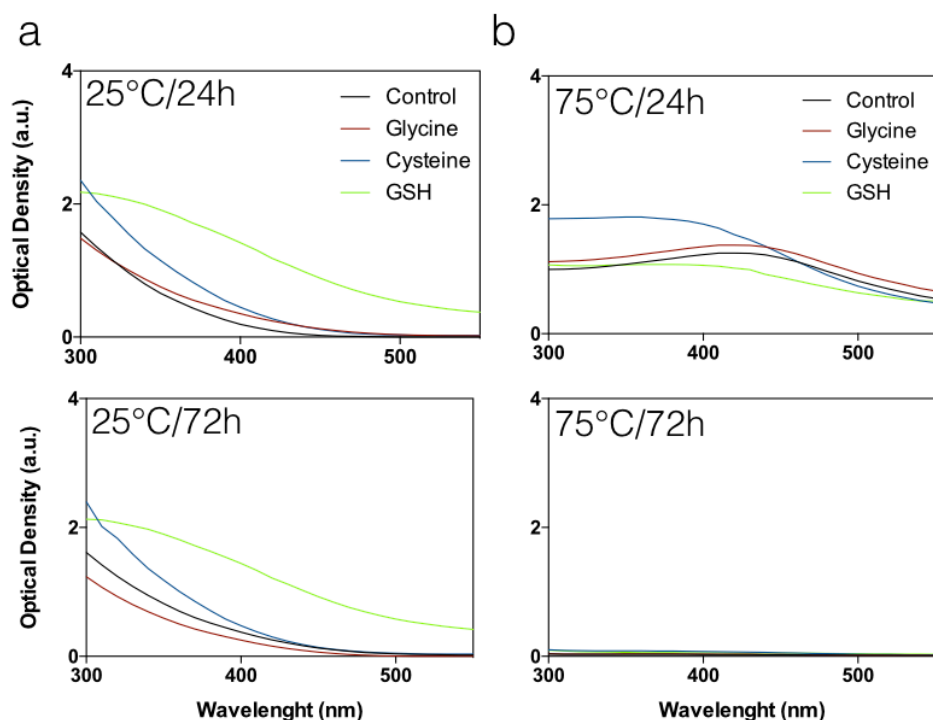 a
25°C/24h
Control
Glycine
Cysteine
GSH
Optical Density (a.u.)
4
2
0
300
400
500
b
75°C/24h
Control
Glycine
Cysteine
GSH
4
2
0
300
400
500
25°C/72h
Optical Density (a.u.)
4
2
0
300
400
500
Wavelenght (nm)
75°C/72h
4
2
0
300
400
500
Wavelenght (nm)